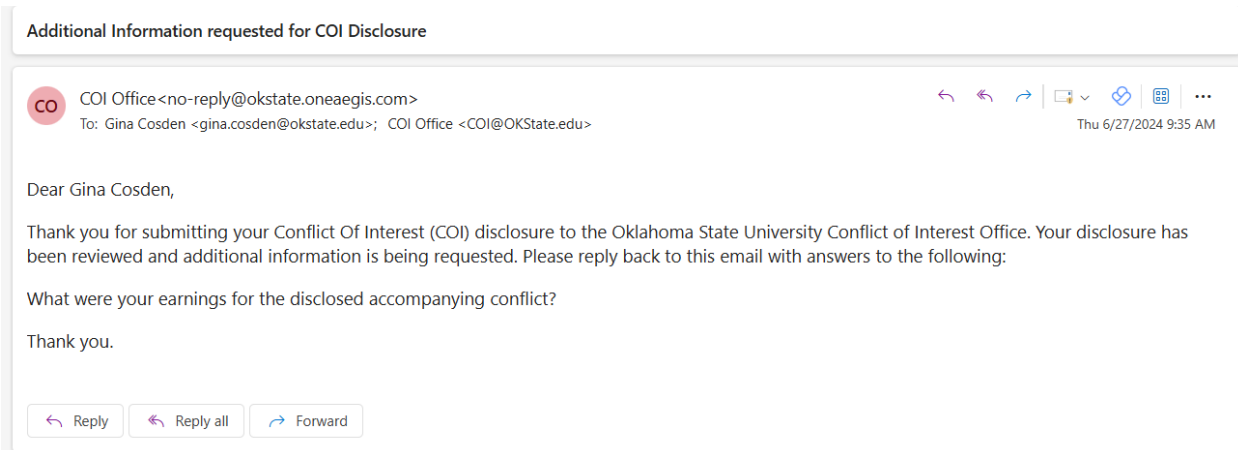 Additional Information requested for COI Disclosure
CO
COI Office<no-reply@okstate.oneaegis.com>
To: Gina Cosden <gina.cosden@okstate.edu>; COI Office <COI@OKState.edu>
Thu 6/27/2024 9:35 AM
Dear Gina Cosden,
Thank you for submitting your Conflict Of Interest (COI) disclosure to the Oklahoma State University Conflict of Interest Office. Your disclosure has
been reviewed and additional information is being requested. Please reply back to this email with answers to the following:
What were your earnings for the disclosed accompanying conflict?
Thank you.
Reply
Reply all
Forward